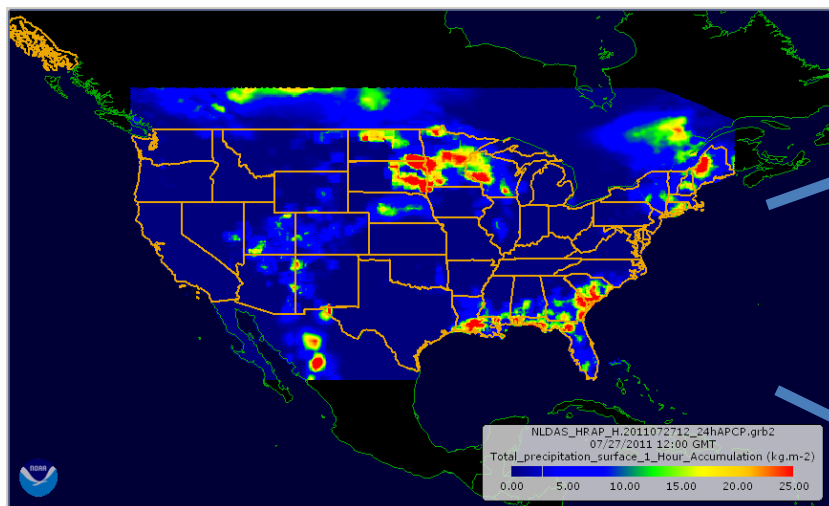 NLDAS_HRAP_H.2011072712_24hAPCP.grb2
07/27/2011 12:00 GMT
Total_precipitation_surface_1_Hour_Accumulation (kg.m-2)
0.00 5.00 10.00 15.00 20.00 25.00
NOAA